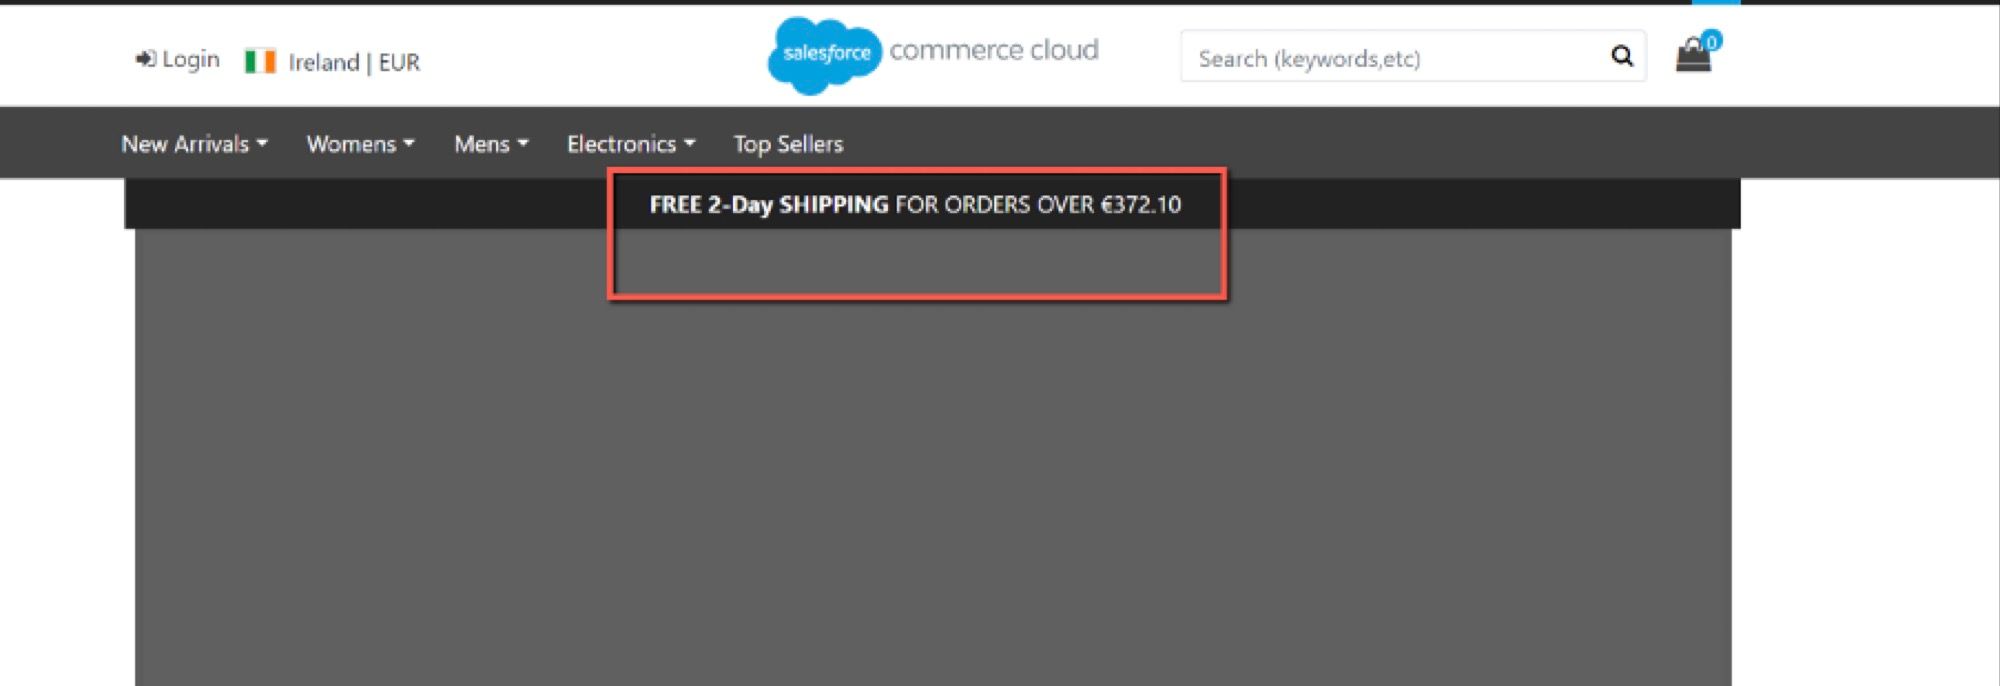 Login
Ireland | EUR
salesforce commerce cloud
Search (keywords,etc)
0
New Arrivals Womens Mens Electronics Top Sellers
FREE 2-Day SHIPPING FOR ORDERS OVER €372.10